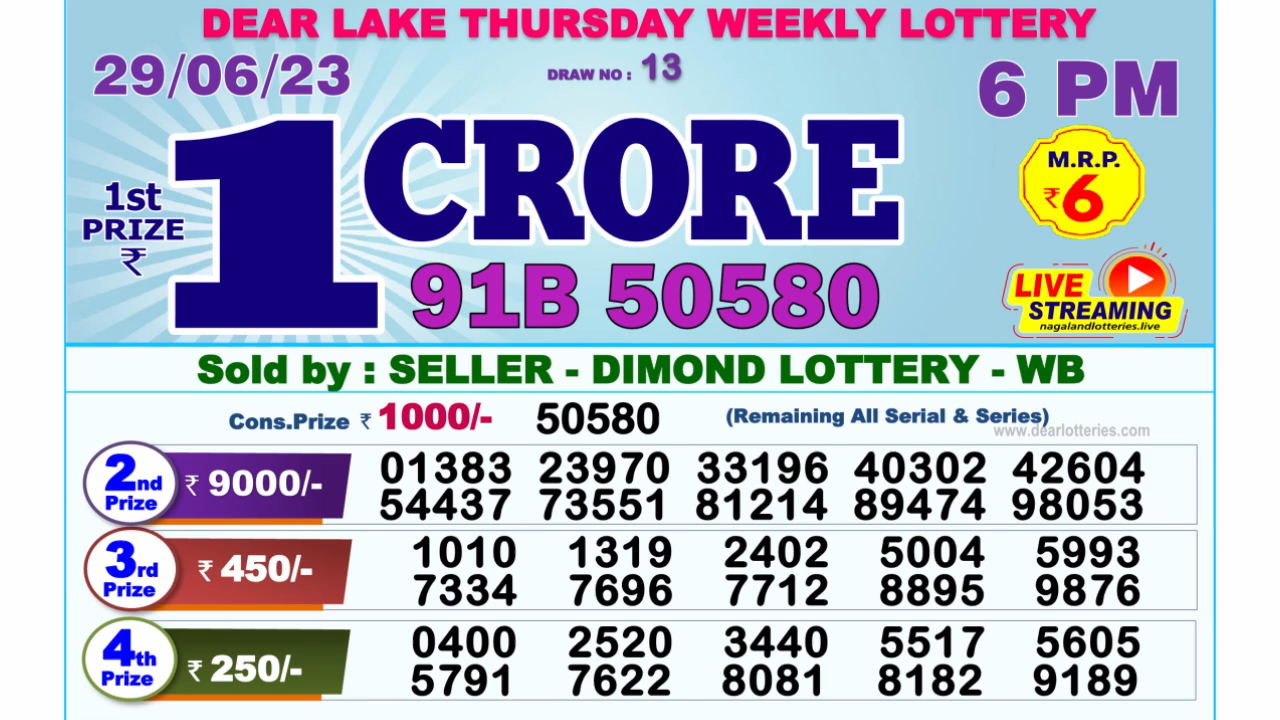 DEAR LAKE THURSDAY WEEKLY LOTTERY
29/06/23
DRAW NO : 13
6 PM
1st
PRIZE
₹
1 CRORE
91B 50580
M.R.P.
₹6
LIVE
STREAMING
nagalandlotteries.live
Sold by : SELLER - DIMOND LOTTERY - WB
Cons.Prize ₹ 1000/- 50580 (Remaining All Serial & Series)
www.dearlotteries.com
2nd
Prize
₹ 9000/-
01383 23970 33196 40302 42604
54437 73551 81214 89474 98053
3rd
Prize
₹ 450/-
1010 1319 2402 5004 5993
7334 7696 7712 8895 9876
4th
Prize
₹ 250/-
0400 2520 3440 5517 5605
5791 7622 8081 8182 9189